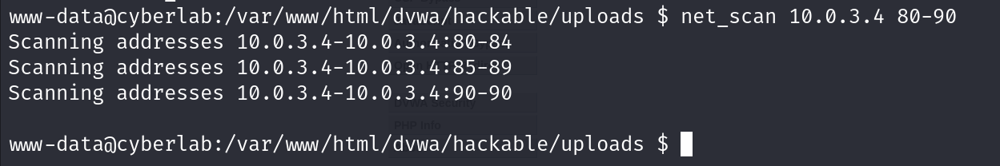 www-data@cyberlab:/var/www/html/dvwa/hackable/uploads $ net_scan 10.0.3.4 80-90
Scanning addresses 10.0.3.4-10.0.3.4:80-84
Scanning addresses 10.0.3.4-10.0.3.4:85-89
Scanning addresses 10.0.3.4-10.0.3.4:90-90
DVWA Security
PHP Info
www-data@cyberlab:/var/www/html/dvwa/hackable/uploads $